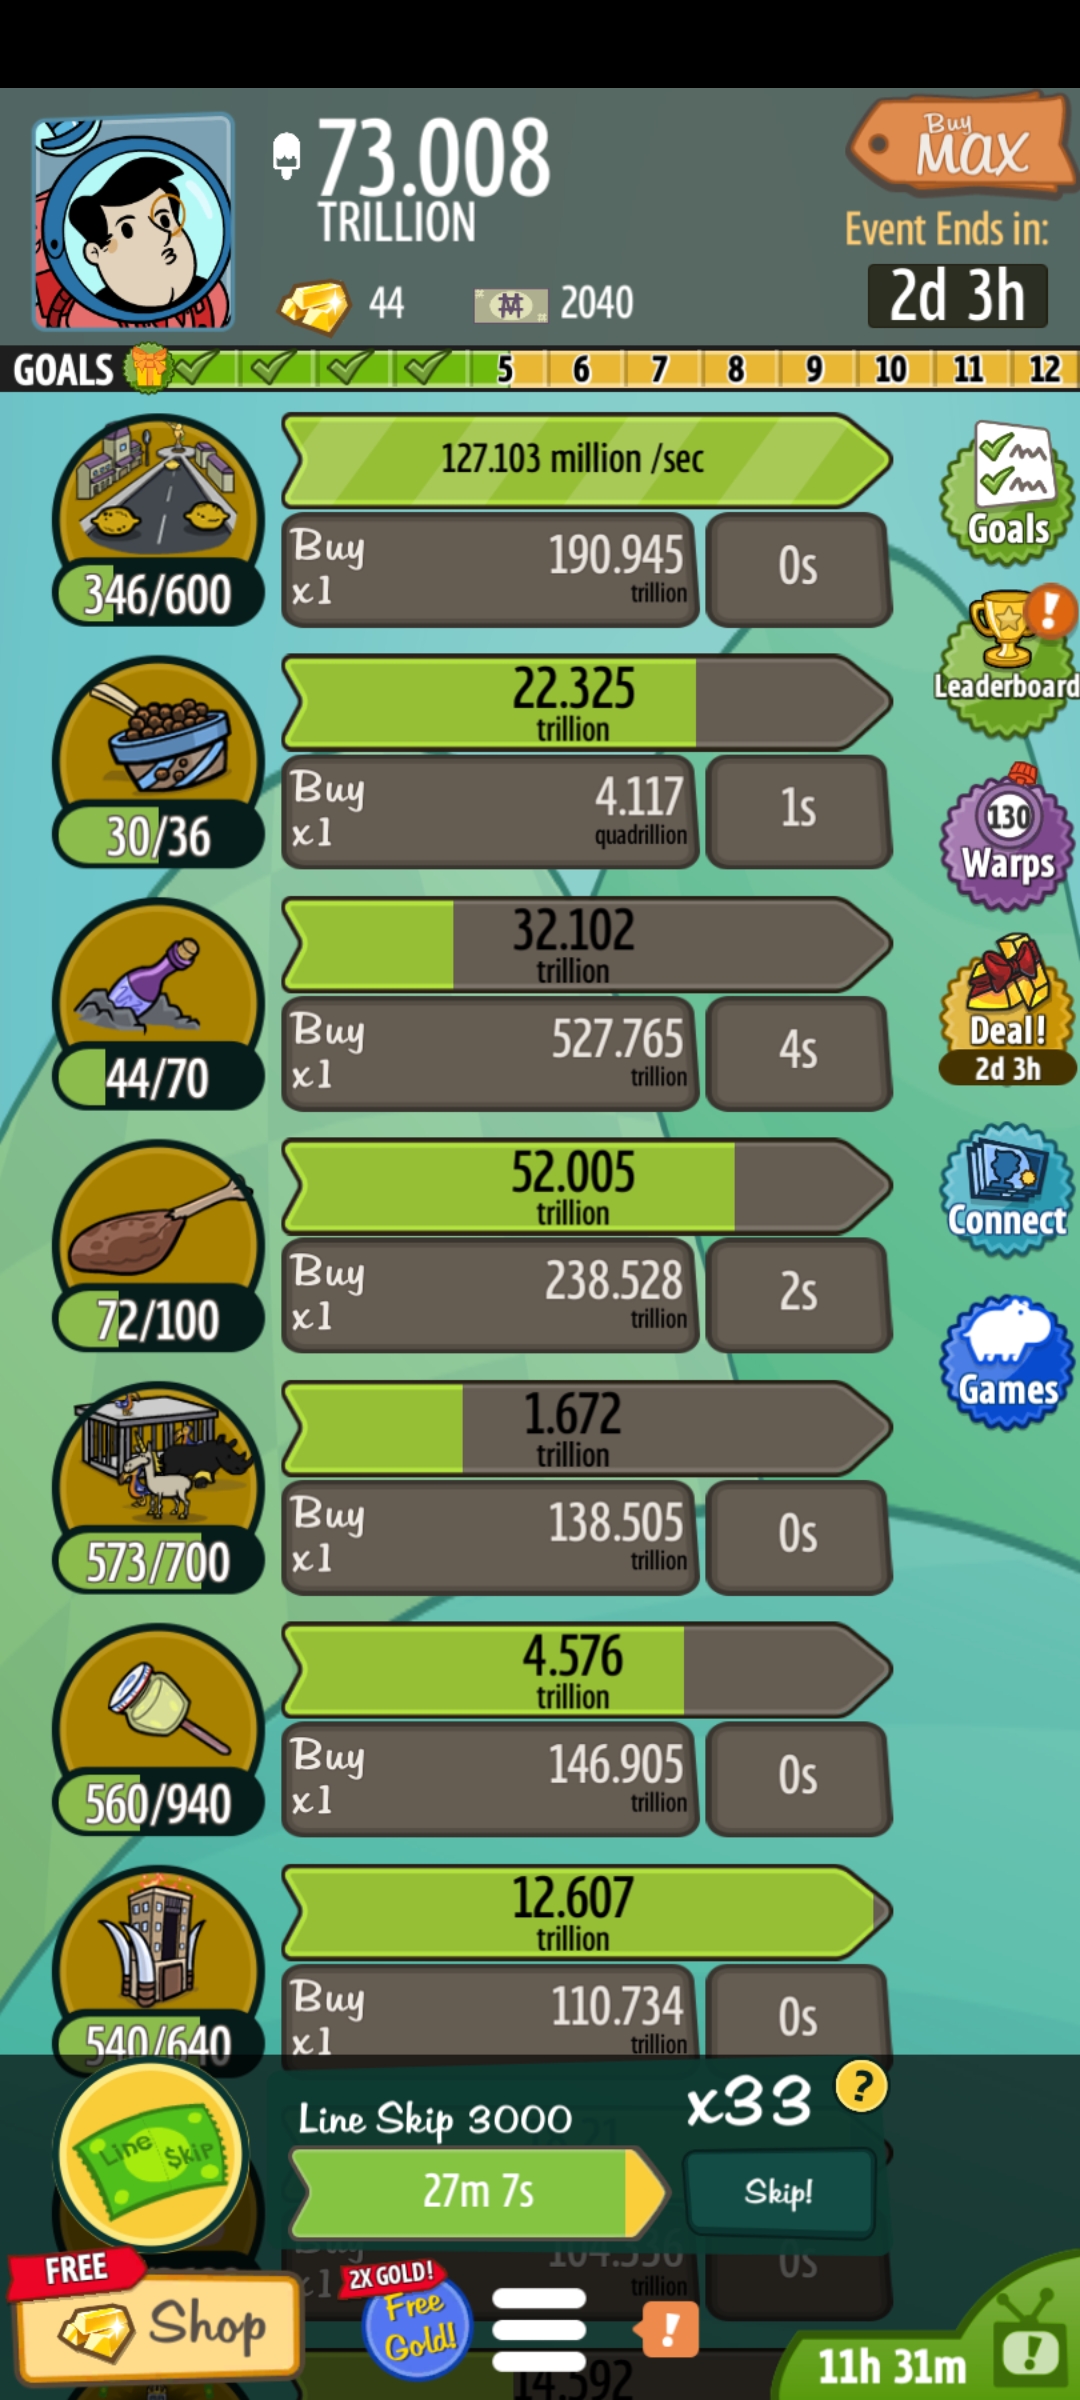 73.008
TRILLION
Buy
MAX
Event Ends in:
2d 3h
44
2040
GOALS 5 6 7 8 9 10 11 12
127.103 million /sec
Buy
x1
190.945
trillion
0s
346/600
Goals
22.325
trillion
Buy
x1
4.117
quadrillion
1s
30/36
Leaderboard
32.102
trillion
Buy
x1
527.765
trillion
4s
44/70
130
Warps
52.005
trillion
Buy
x1
238.528
trillion
2s
72/100
Deal!
2d 3h
Connect
1.672
trillion
Buy
x1
138.505
trillion
0s
573/700
Games
4.576
trillion
Buy
x1
146.905
trillion
0s
560/940
12.607
trillion
Buy
x1
110.734
trillion
0s
540/640
Line Skip
Line Skip 3000
x33
?
27m 7s
Skip!
Buy
x1
104.336
trillion
0s
FREE
Shop
2X GOLD!
Free
Gold!
!
14.592
11h 31m